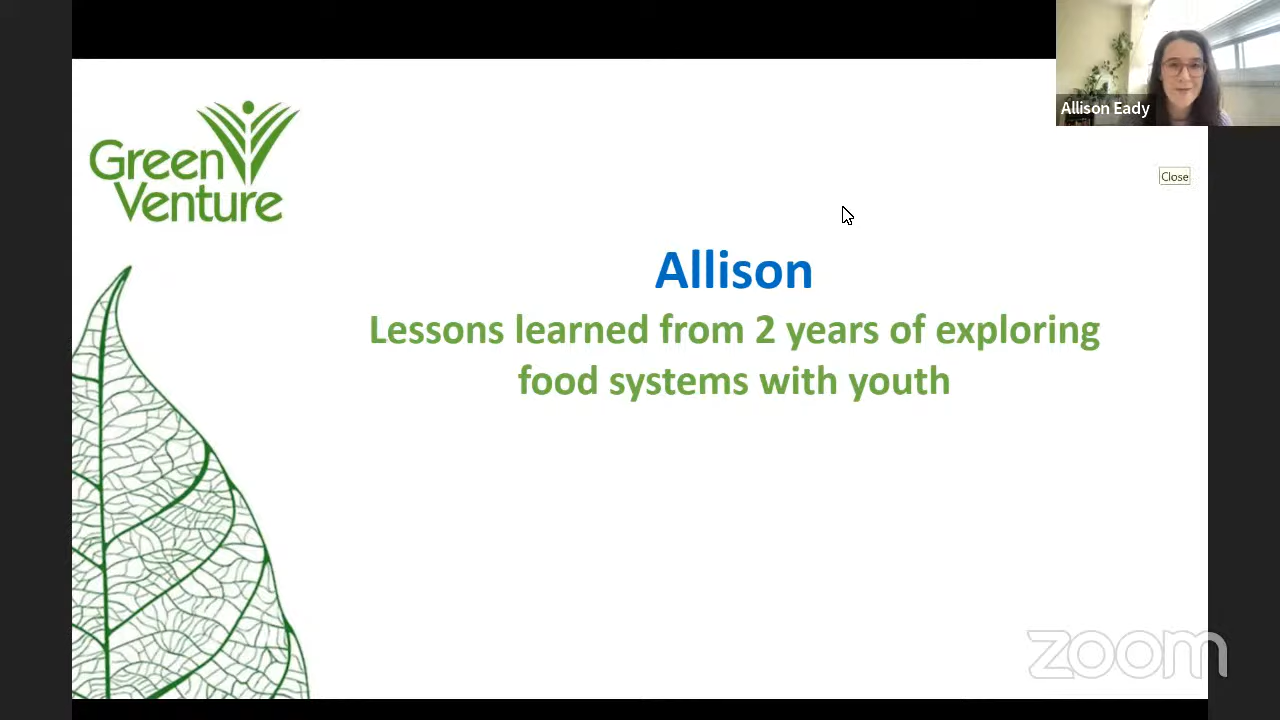 Green
Venture
Allison Eady
Close
Allison
Lessons learned from 2 years of exploring
food systems with youth
zoom